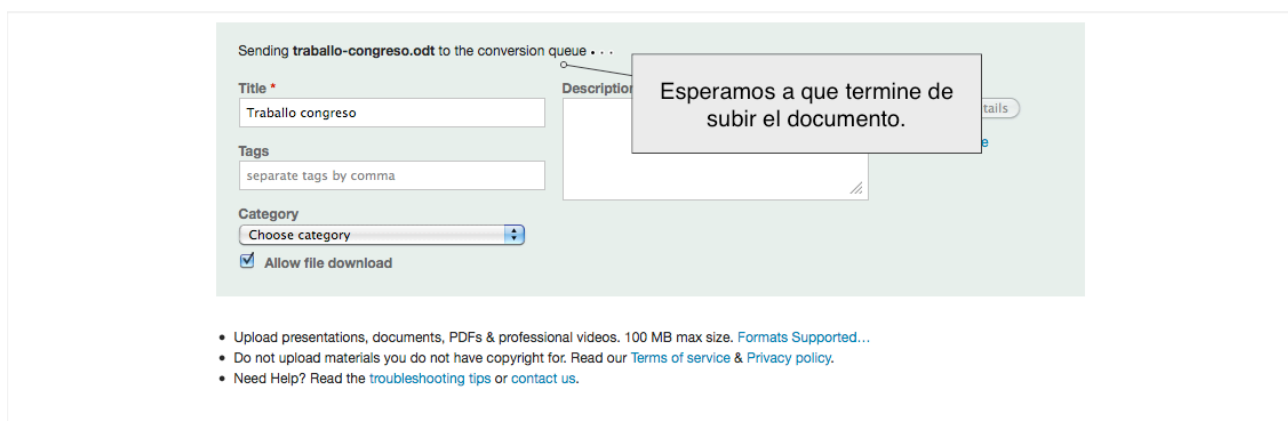 Sending traballo-congreso.odt to the conversion queue • · ·
Title *
Description
Esperamos a que termine de
subir el documento.
Traballo congreso
tails
Tags
e
separate tags by comma
Category
Choose category
Allow file download
• Upload presentations, documents, PDFs & professional videos. 100 MB max size. Formats Supported...
• Do not upload materials you do not have copyright for. Read our Terms of service & Privacy policy.
• Need Help? Read the troubleshooting tips or contact us.